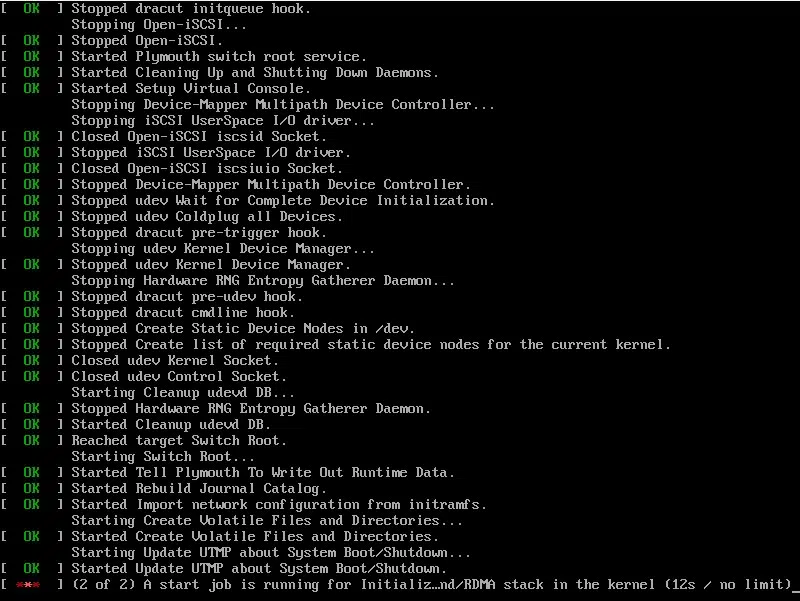 [  OK  ] Stopped dracut initqueue hook.
         Stopping Open-iSCSI...
[  OK  ] Stopped Open-iSCSI.
[  OK  ] Started Plymouth switch root service.
[  OK  ] Started Cleaning Up and Shutting Down Daemons.
[  OK  ] Started Setup Virtual Console.
         Stopping Device-Mapper Multipath Device Controller...
         Stopping iSCSI UserSpace I/O driver...
[  OK  ] Closed Open-iSCSI iscsid Socket.
[  OK  ] Stopped iSCSI UserSpace I/O driver.
[  OK  ] Closed Open-iSCSI iscsiuio Socket.
[  OK  ] Stopped Device-Mapper Multipath Device Controller.
[  OK  ] Stopped udev Wait for Complete Device Initialization.
[  OK  ] Stopped udev Coldplug all Devices.
[  OK  ] Stopped dracut pre-trigger hook.
         Stopping udev Kernel Device Manager...
[  OK  ] Stopped udev Kernel Device Manager.
         Stopping Hardware RNG Entropy Gatherer Daemon...
[  OK  ] Stopped dracut pre-udev hook.
[  OK  ] Stopped dracut cmdline hook.
[  OK  ] Stopped Create Static Device Nodes in /dev.
[  OK  ] Stopped Create list of required static device nodes for the current kernel.
[  OK  ] Closed udev Kernel Socket.
[  OK  ] Closed udev Control Socket.
         Starting Cleanup udevd DB...
[  OK  ] Stopped Hardware RNG Entropy Gatherer Daemon.
[  OK  ] Started Cleanup udevd DB.
[  OK  ] Reached target Switch Root.
         Starting Switch Root...
[  OK  ] Started Tell Plymouth To Write Out Runtime Data.
[  OK  ] Started Rebuild Journal Catalog.
[  OK  ] Started Import network configuration from initramfs.
         Starting Create Volatile Files and Directories...
[  OK  ] Started Create Volatile Files and Directories.
         Starting Update UTMP about System Boot/Shutdown...
[  OK  ] Started Update UTMP about System Boot/Shutdown.
[ ***  ] (2 of 2) A start job is running for Initializ…nd/RDMA stack in the kernel (12s / no limit)_